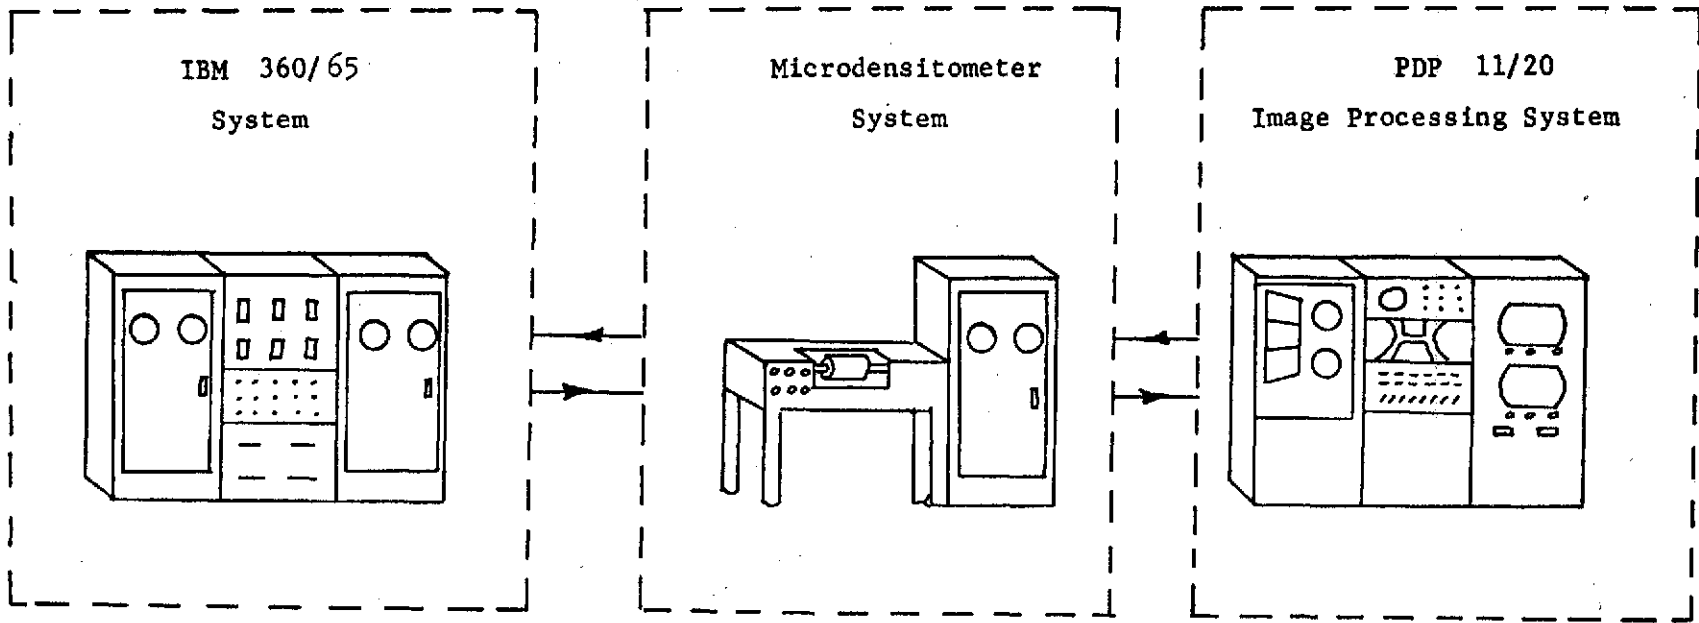 IBM 360/65
System
Microdensitometer
System
PDP 11/20
Image Processing System